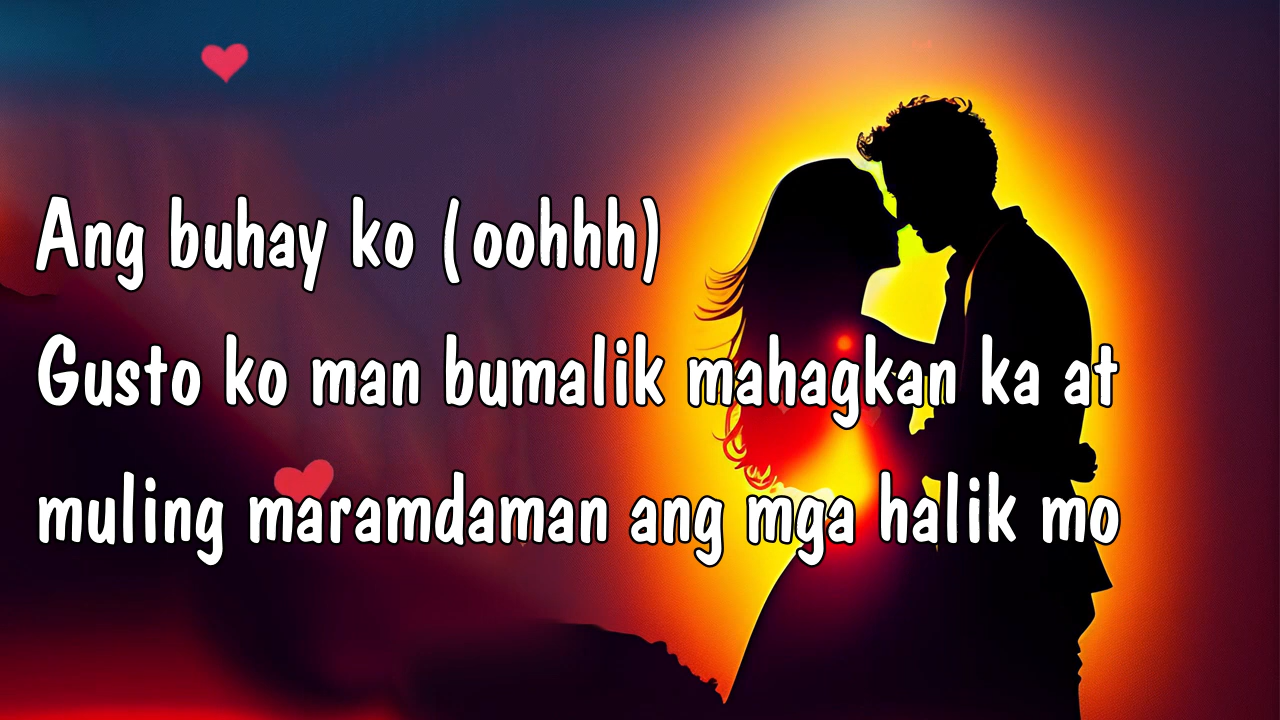 Ang buhay ko (oohhh)
Gusto ko man bumalik mahagkan ka at
muling maramdaman ang mga halik mo